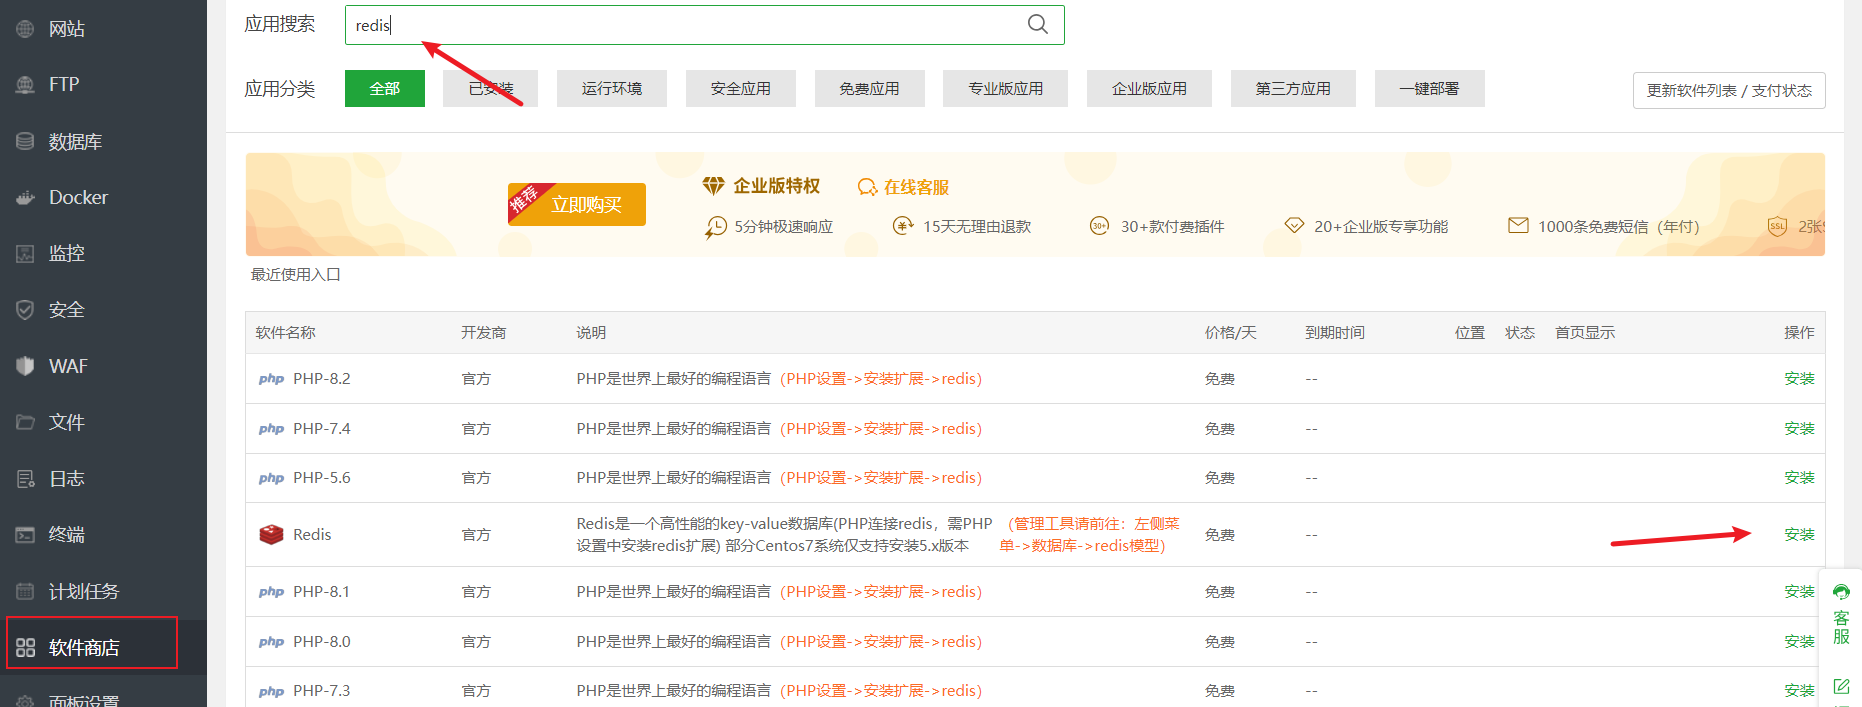 网站
FTP
数据库
Docker
监控
安全
WAF
文件
日志
终端
计划任务
软件商店
面板设置
应用搜索
redis
应用分类
全部
已安装
运行环境
安全应用
免费应用
专业版应用
企业版应用
第三方应用
一键部署
更新软件列表 / 支付状态
推荐
立即购买
企业版特权
在线客服
5分钟极速响应
15天无理由退款
30+
30+款付费插件
20+企业版专享功能
1000条免费短信（年付）
SSL
2张
最近使用入口
软件名称 开发商 说明 价格/天 到期时间 位置 状态 首页显示 操作
php PHP-8.2 官方 PHP是世界上最好的编程语言 (PHP设置->安装扩展->redis) 免费 -- 安装
php PHP-7.4 官方 PHP是世界上最好的编程语言 (PHP设置->安装扩展->redis) 免费 -- 安装
php PHP-5.6 官方 PHP是世界上最好的编程语言 (PHP设置->安装扩展->redis) 免费 -- 安装
Redis 官方 Redis是一个高性能的key-value数据库(PHP连接redis，需PHP （管理工具请前往：左侧菜 免费 -- 安装
设置中安装redis扩展) 部分Centos7系统仅支持安装5.x版本 单->数据库->redis模型）
php PHP-8.1 官方 PHP是世界上最好的编程语言 (PHP设置->安装扩展->redis) 免费 -- 安装
php PHP-8.0 官方 PHP是世界上最好的编程语言 (PHP设置->安装扩展->redis) 免费 -- 安装
php PHP-7.3 官方 PHP是世界上最好的编程语言 (PHP设置->安装扩展->redis) 免费 -- 安装
客
服